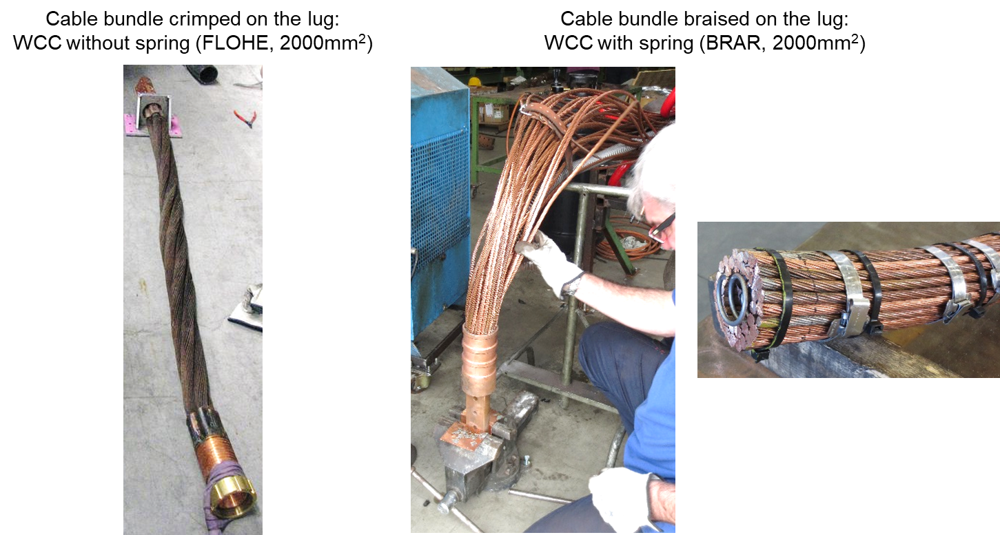 Cable bundle crimped on the lug:
WCC without spring (FLOHE, 2000mm²)
Cable bundle braised on the lug:
WCC with spring (BRAR, 2000mm²)